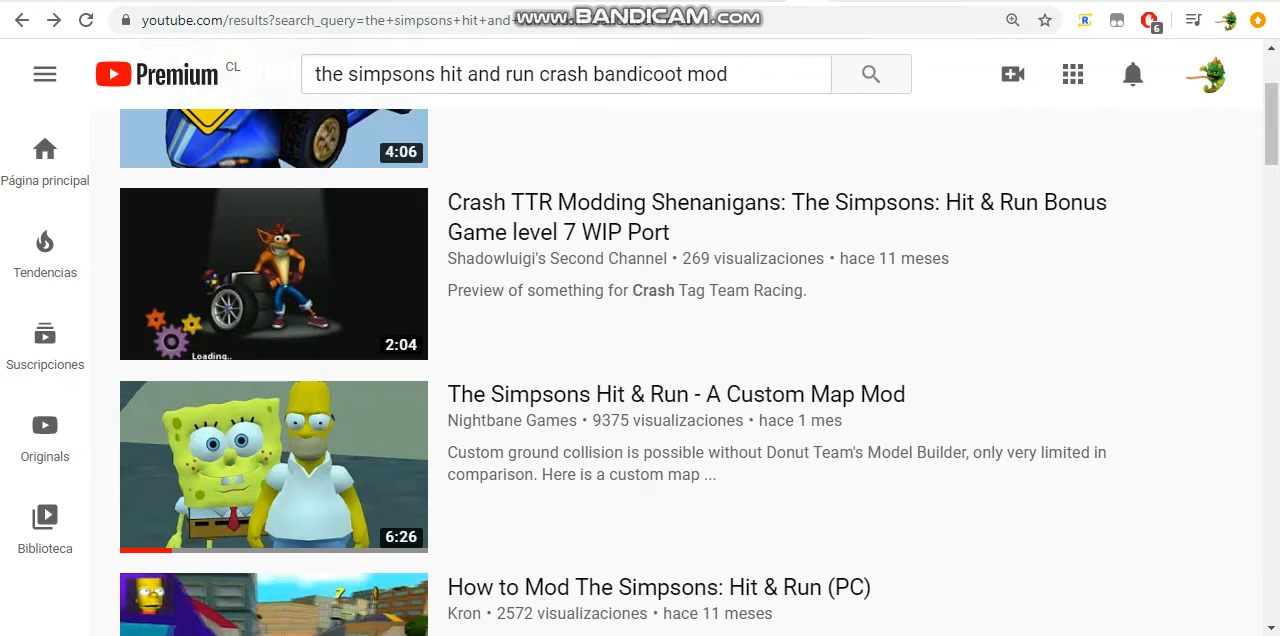 youtube.com/results?search_query=the+simpsons+hit+and+
www.BANDICAM.com
R
6
Premium CL
the simpsons hit and run crash bandicoot mod
Página principal
Tendencias
Suscripciones
Originals
Biblioteca
4:06
Crash TTR Modding Shenanigans: The Simpsons: Hit & Run Bonus
Game level 7 WIP Port
Shadowluigi's Second Channel • 269 visualizaciones • hace 11 meses
Preview of something for Crash Tag Team Racing.
Loading..
2:04
The Simpsons Hit & Run - A Custom Map Mod
Nightbane Games • 9375 visualizaciones • hace 1 mes
Custom ground collision is possible without Donut Team's Model Builder, only very limited in
comparison. Here is a custom map ...
6:26
How to Mod The Simpsons: Hit & Run (PC)
Kron • 2572 visualizaciones • hace 11 meses